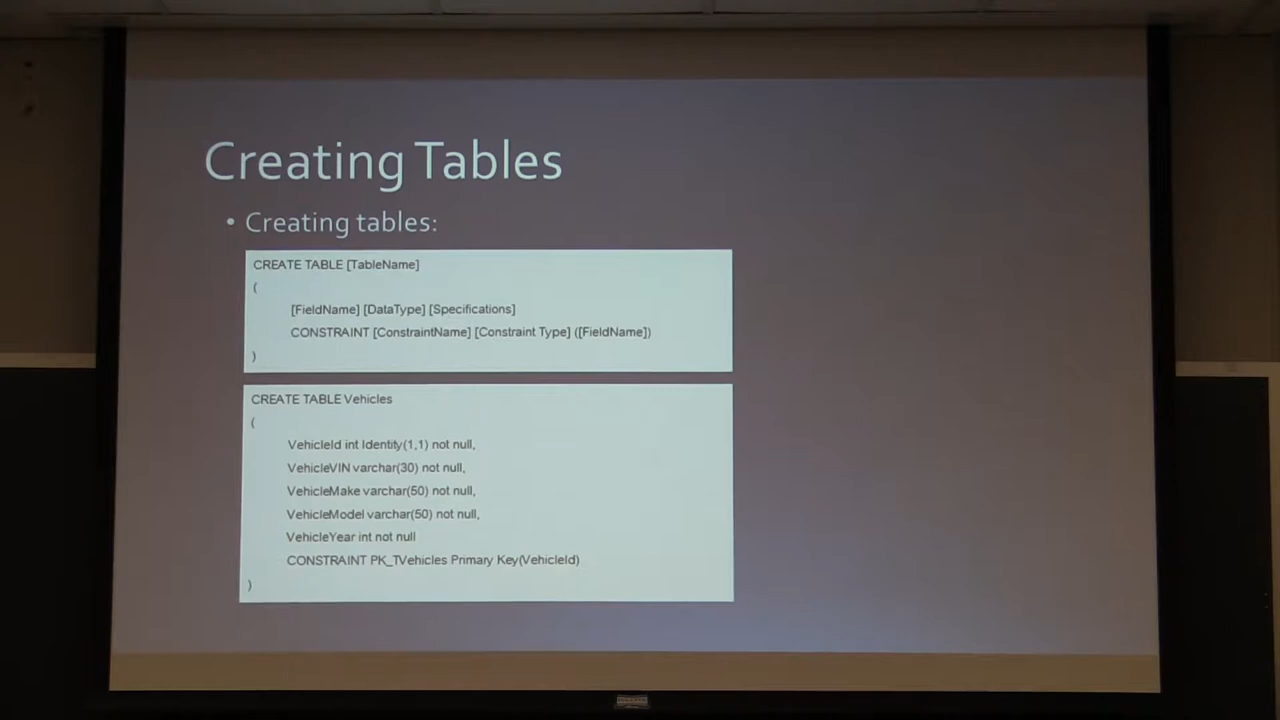 Creating Tables
• Creating tables:
CREATE TABLE [TableName]
(
[FieldName] [DataType] [Specifications]
CONSTRAINT [ConstraintName] [Constraint Type] ([FieldName])
)
CREATE TABLE Vehicles
(
VehicleId int Identity(1,1) not null,
VehicleVIN varchar(30) not null,
VehicleMake varchar(50) not null,
VehicleModel varchar(50) not null,
VehicleYear int not null
CONSTRAINT PK_TVehicles Primary Key(VehicleId)
)